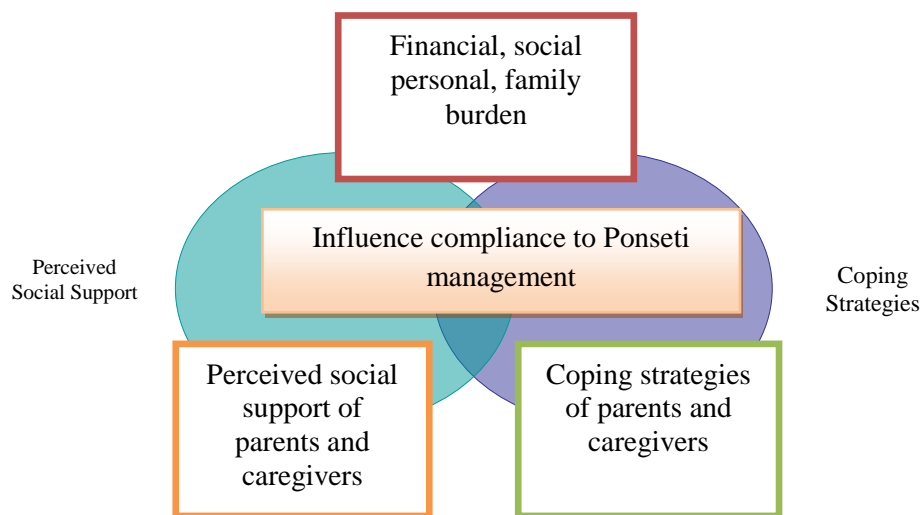 Financial, social
personal, family
burden
Influence compliance to Ponseti
management
Perceived
Social Support
Coping
Strategies
Perceived social
support of
parents and
caregivers
Coping strategies
of parents and
caregivers